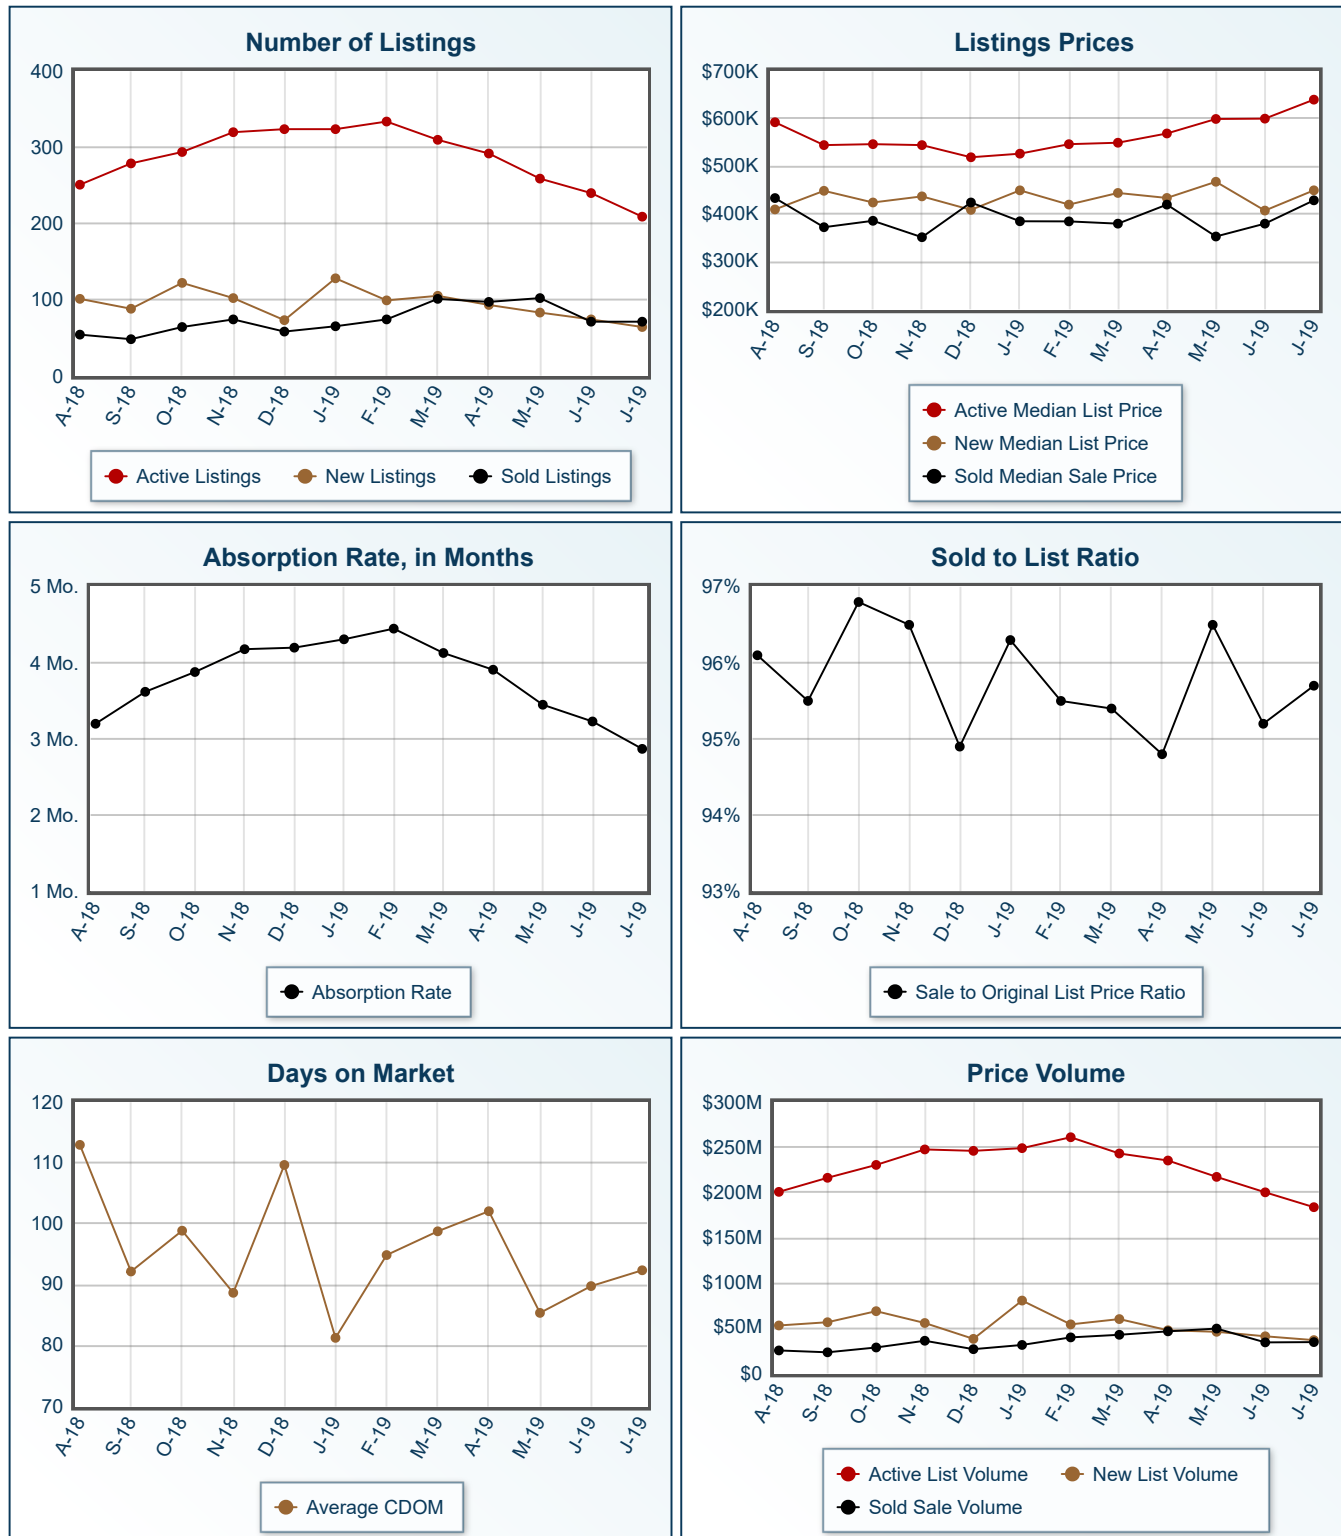 Number of Listings
400
300
200
100
0
A-18 S-18 O-18 N-18 D-18 J-19 F-19 M-19 A-19 M-19 J-19 J-19
Active Listings New Listings Sold Listings
Listings Prices
$700K
$600K
$500K
$400K
$300K
$200K
A-18 S-18 O-18 N-18 D-18 J-19 F-19 M-19 A-19 M-19 J-19 J-19
Active Median List Price
New Median List Price
Sold Median Sale Price
Absorption Rate, in Months
5 Mo.
4 Mo.
3 Mo.
2 Mo.
1 Mo.
A-18 S-18 O-18 N-18 D-18 J-19 F-19 M-19 A-19 M-19 J-19 J-19
Absorption Rate
Sold to List Ratio
97%
96%
95%
94%
93%
A-18 S-18 O-18 N-18 D-18 J-19 F-19 M-19 A-19 M-19 J-19 J-19
Sale to Original List Price Ratio
Days on Market
120
110
100
90
80
70
A-18 S-18 O-18 N-18 D-18 J-19 F-19 M-19 A-19 M-19 J-19 J-19
Average CDOM
Price Volume
$300M
$250M
$200M
$150M
$100M
$50M
$0
A-18 S-18 O-18 N-18 D-18 J-19 F-19 M-19 A-19 M-19 J-19 J-19
Active List Volume New List Volume
Sold Sale Volume